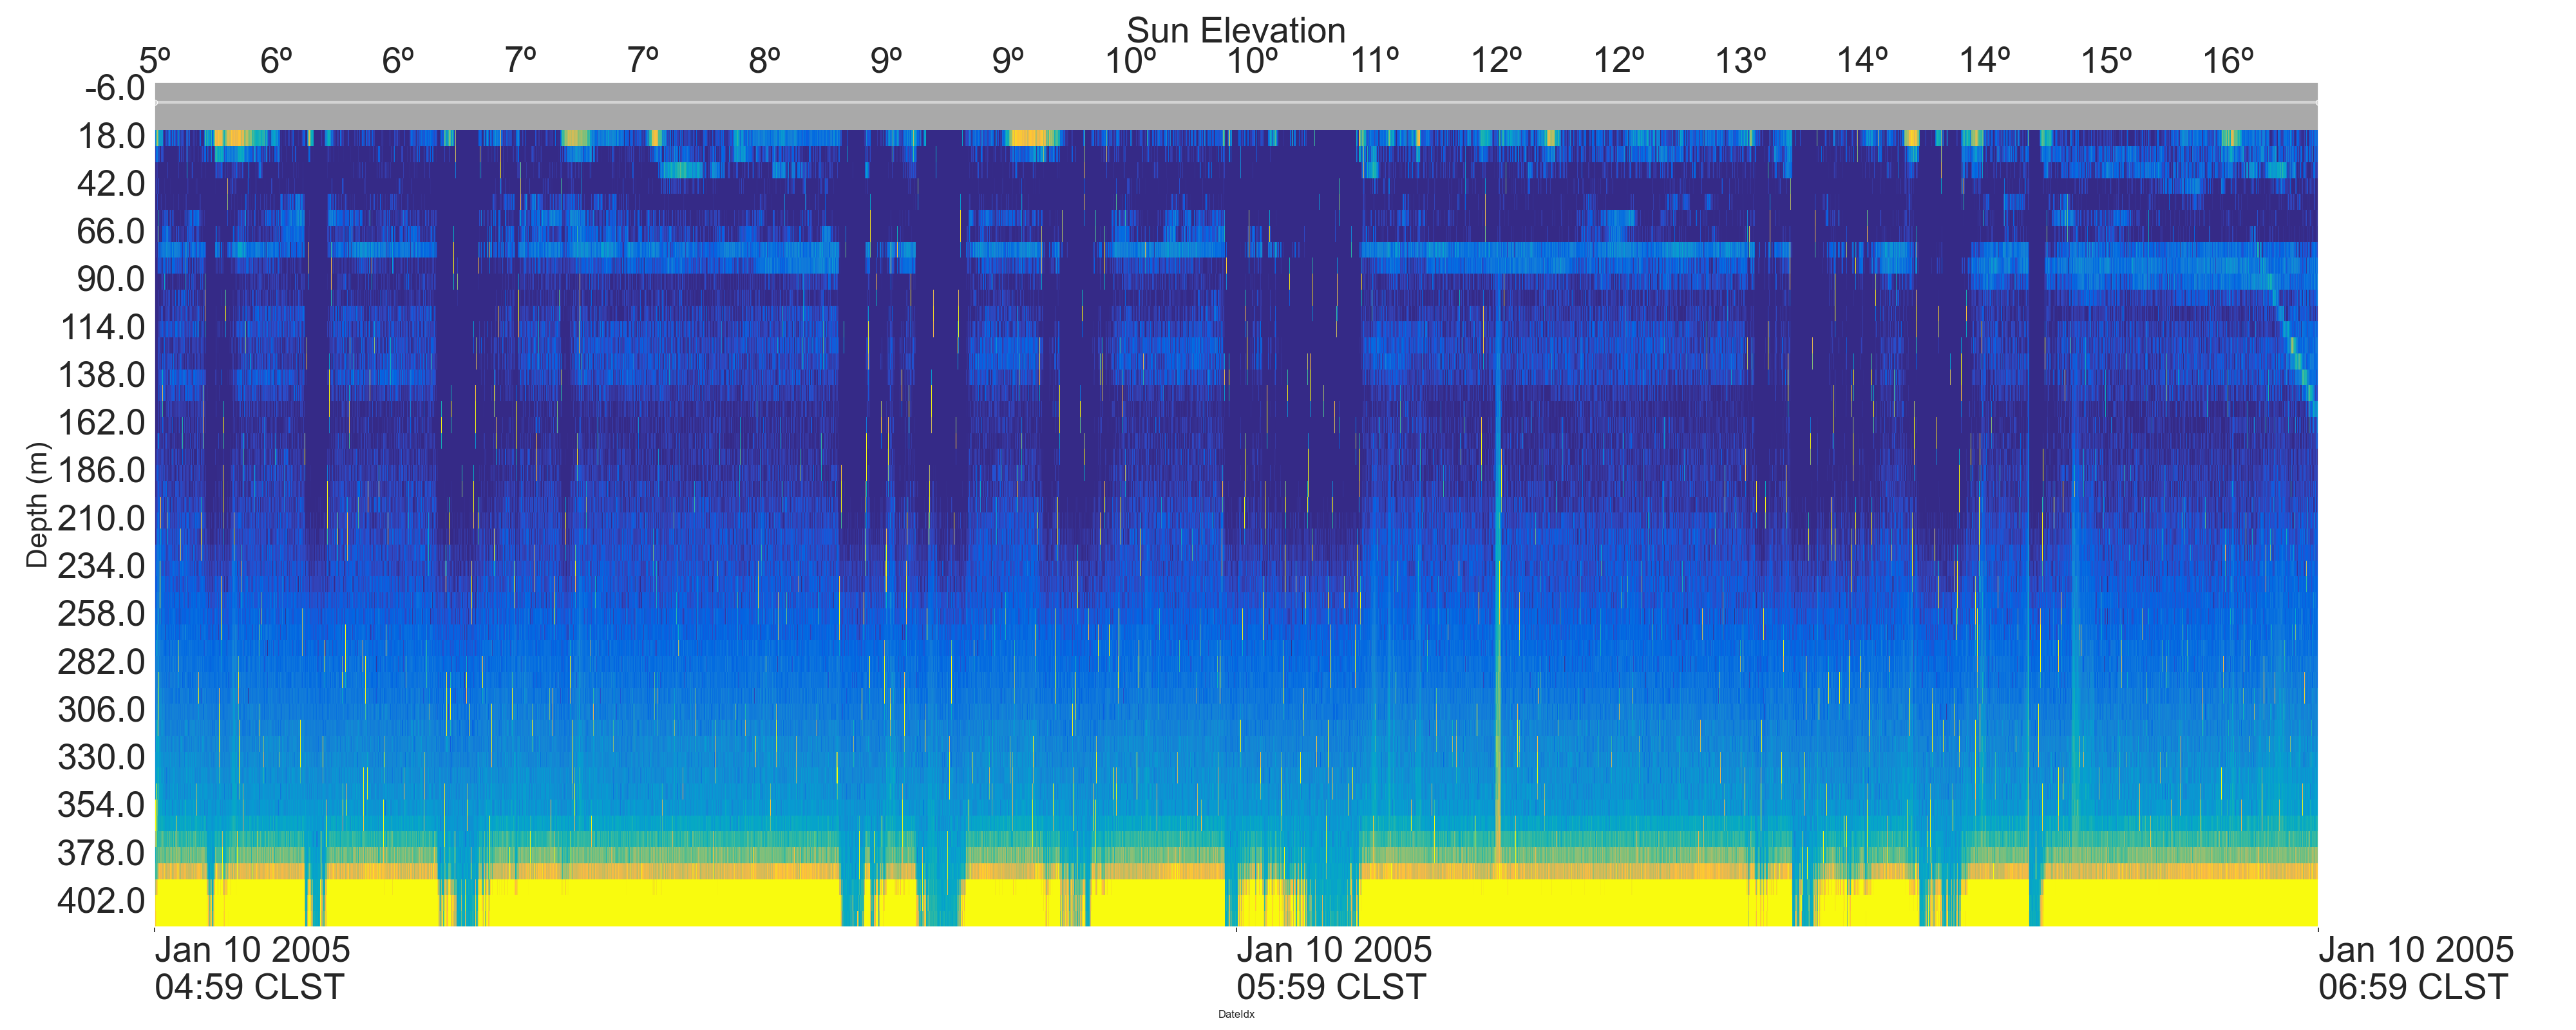 Sun Elevation
5º 6º 6º 7º 7º 8º 9º 9º 10º 10º 11º 12º 12º 13º 14º 14º 15º 16º
-6.0
18.0
42.0
66.0
90.0
114.0
138.0
162.0
186.0
210.0
234.0
258.0
282.0
306.0
330.0
354.0
378.0
402.0
Depth (m)
Jan 10 2005
04:59 CLST
Jan 10 2005
05:59 CLST
Jan 10 2005
06:59 CLST
DateIdx